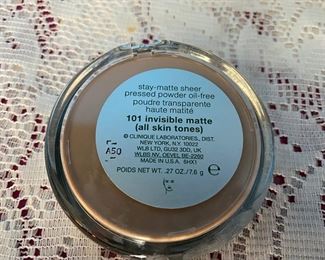 stay-matte sheer
pressed powder oil-free
poudre transparente
haute matité
101 invisible matte
(all skin tones)
© CLINIQUE LABORATORIES, DIST.
NEW YORK, N.Y. 10022
WLB LTD, GU32 3DD, UK
WLBS NV, OEVEL BE-2260
MADE IN U.S.A. 6HX1
POIDS NET WT. .27 OZ./7.6 g ℮
A50